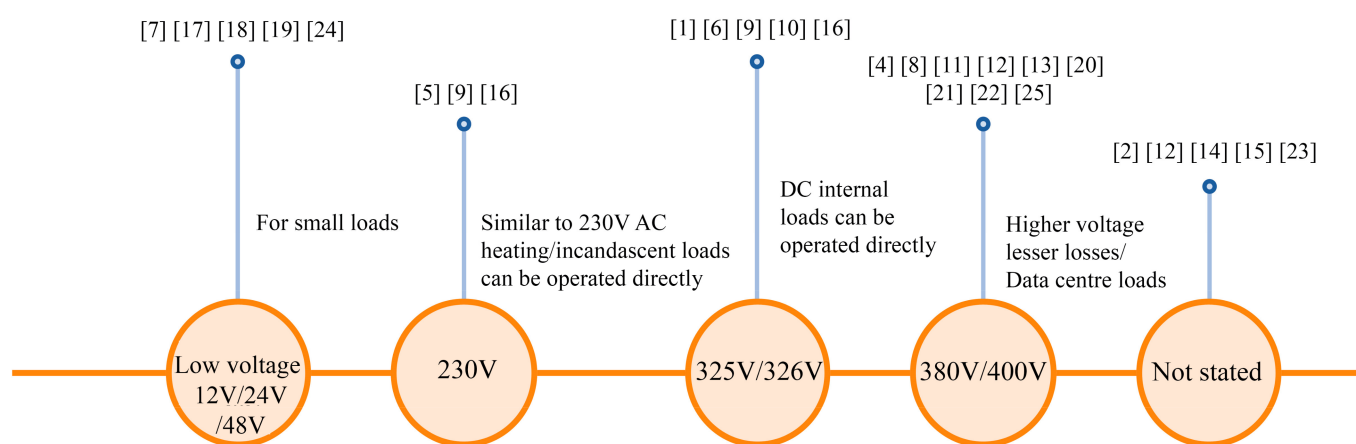 [7] [17] [18] [19] [24]
For small loads
Low voltage
12V/24V
/48V
[5] [9] [16]
Similar to 230V AC
heating/incandascent loads
can be operated directly
230V
[1] [6] [9] [10] [16]
DC internal
loads can be
operated directly
325V/326V
[4] [8] [11] [12] [13] [20]
[21] [22] [25]
Higher voltage
lesser losses/
Data centre loads
380V/400V
[2] [12] [14] [15] [23]
Not stated